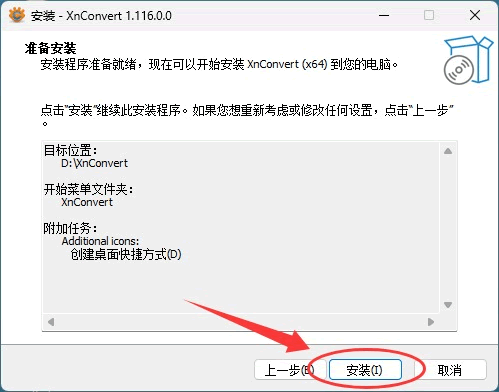 安装 - XnConvert 1.116.0.0
准备安装
安装程序准备就绪，现在可以开始安装 XnConvert (x64) 到您的电脑。
点击“安装”继续此安装程序。如果您想重新考虑或修改任何设置，点击“上一步”
。
目标位置：
D:\XnConvert
开始菜单文件夹：
XnConvert
附加任务：
Additional icons:
创建桌面快捷方式(D)
上一步(B) 安装(I) 取消